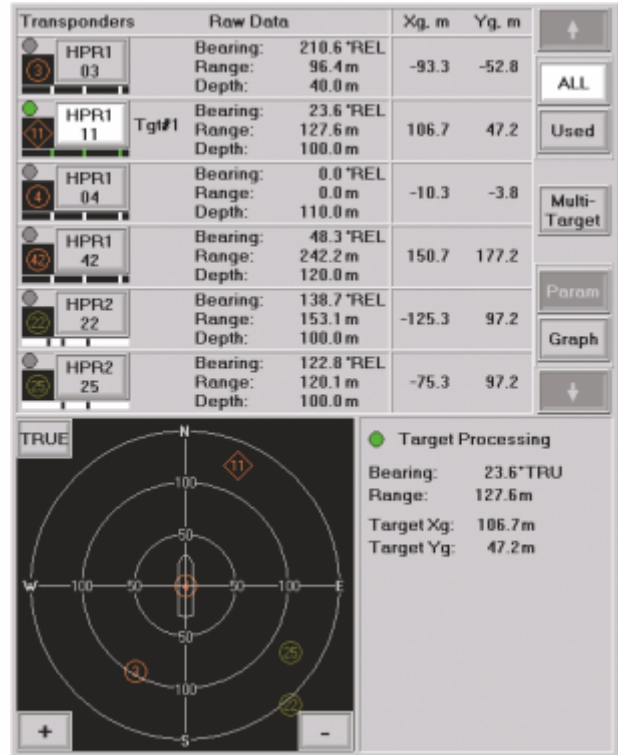 Transponders Raw Data Xg. m Yg. m
HPR1 03 Bearing: 210.6 °REL
3 Range: 96.4 m -93.3 -52.8
Depth: 40.0 m
ALL
HPR1 11 Tgt#1 Bearing: 23.6 °REL
11 Range: 127.6 m 106.7 47.2
Depth: 100.0 m
Used
HPR1 04 Bearing: 0.0 °REL
4 Range: 0.0 m -10.3 -3.8
Depth: 110.0 m
Multi-
Target
HPR1 42 Bearing: 48.3 °REL
42 Range: 242.2 m 150.7 177.2
Depth: 120.0 m
Param
HPR2 22 Bearing: 138.7 °REL
22 Range: 153.1 m -125.3 97.2
Depth: 100.0 m
Graph
HPR2 25 Bearing: 122.8 °REL
25 Range: 120.1 m -75.3 97.2
Depth: 100.0 m
TRUE
N
11
100
50
W 100 50 4 50 100 E
50
25
3
100
22
S
+ -
Target Processing
Bearing: 23.6°TRU
Range: 127.6m
Target Xg: 106.7m
Target Yg: 47.2m